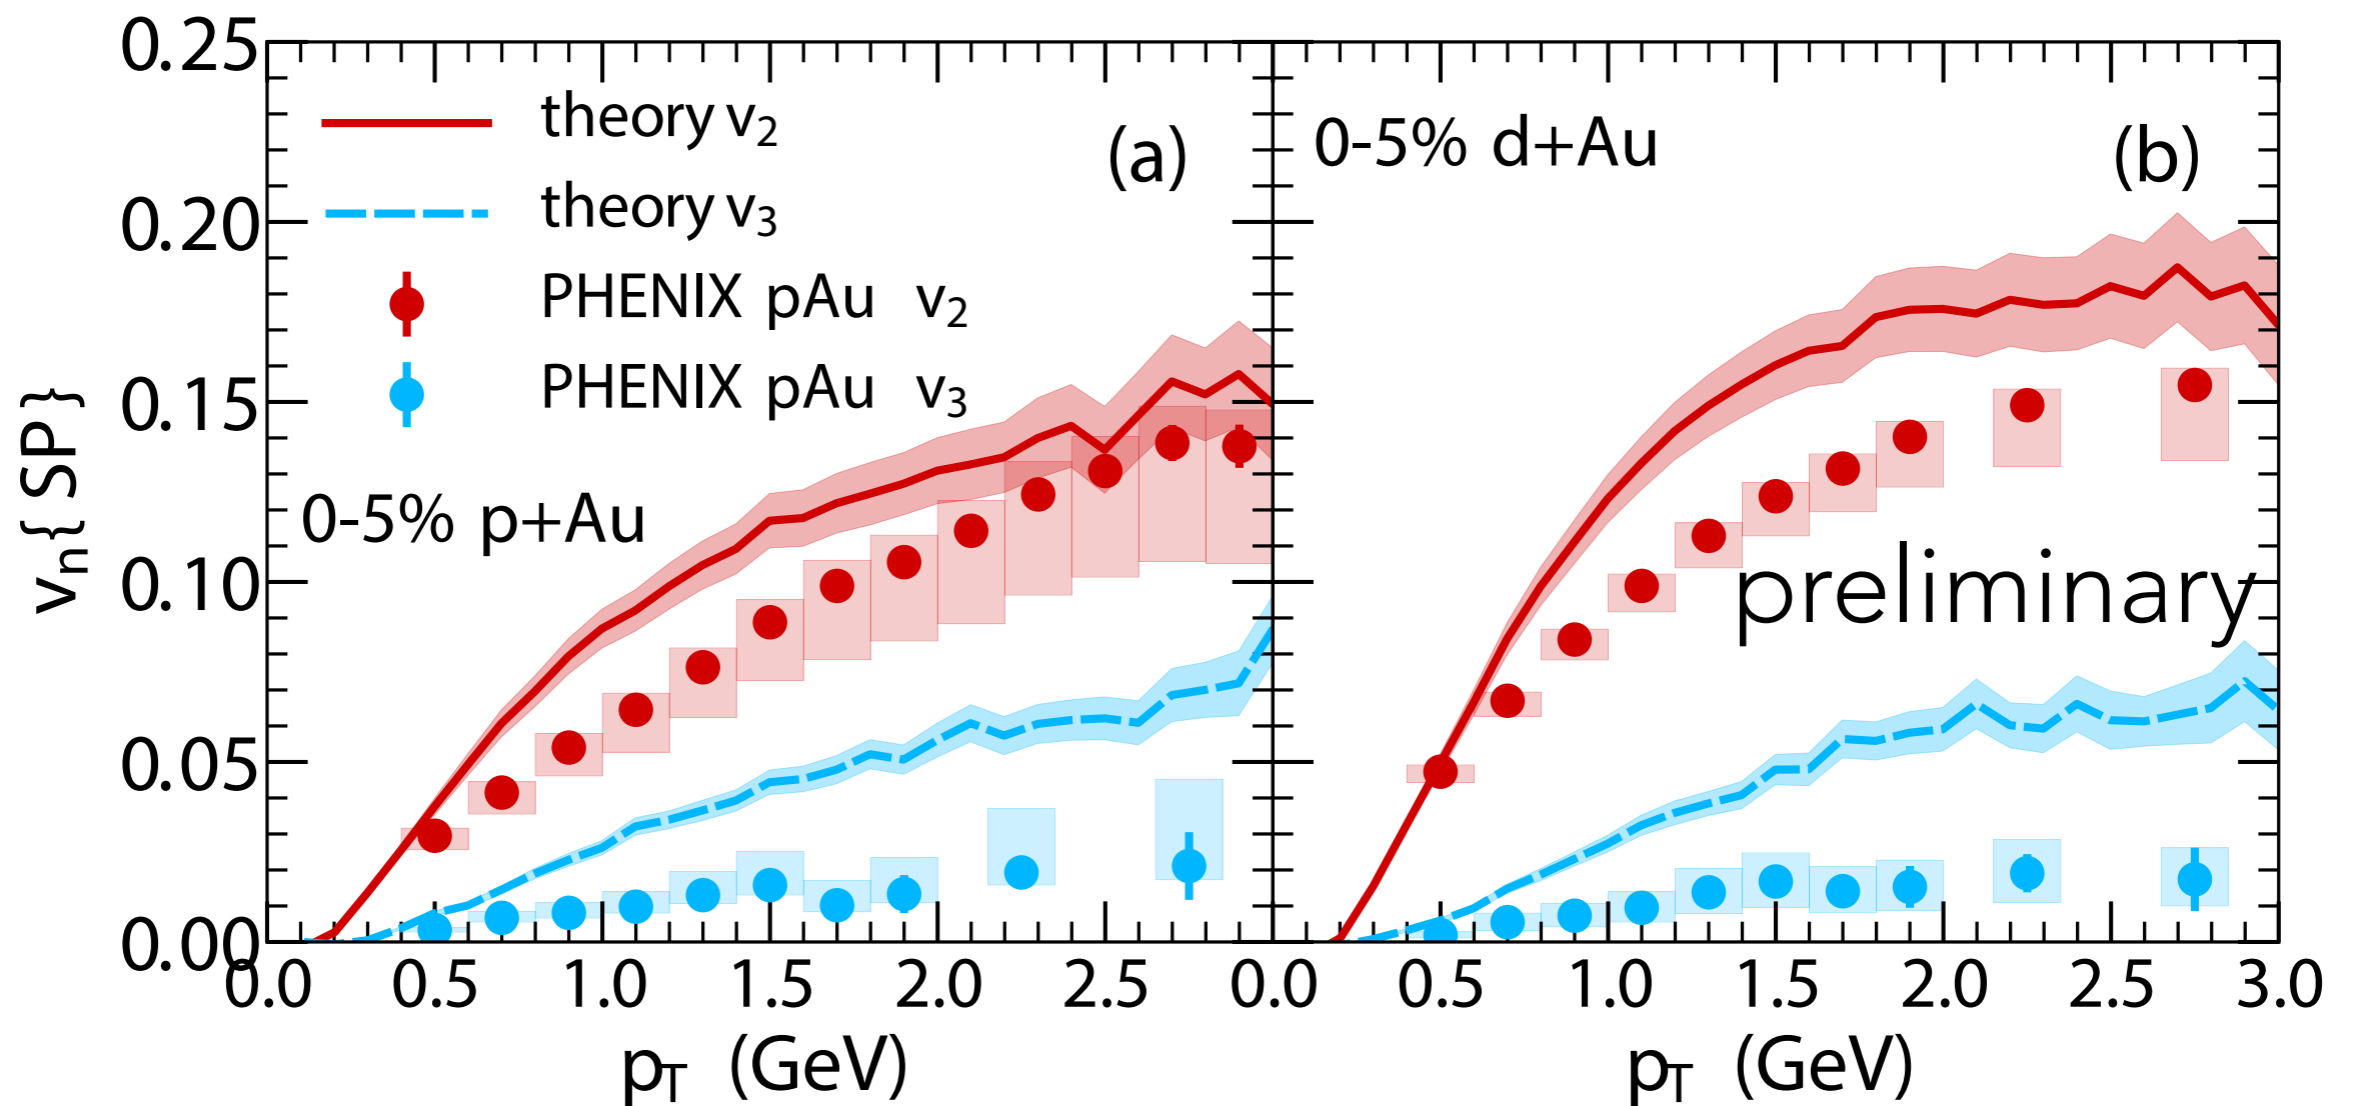 0.25
0.20
0.15
0.10
0.05
0.00
vn{SP}
theory v2
theory v3
PHENIX pAu v2
PHENIX pAu v3
(a)
0-5% p+Au
0-5% d+Au
(b)
preliminary
0.0 0.5 1.0 1.5 2.0 2.5 0.0 0.5 1.0 1.5 2.0 2.5 3.0
pT (GeV)
pT (GeV)